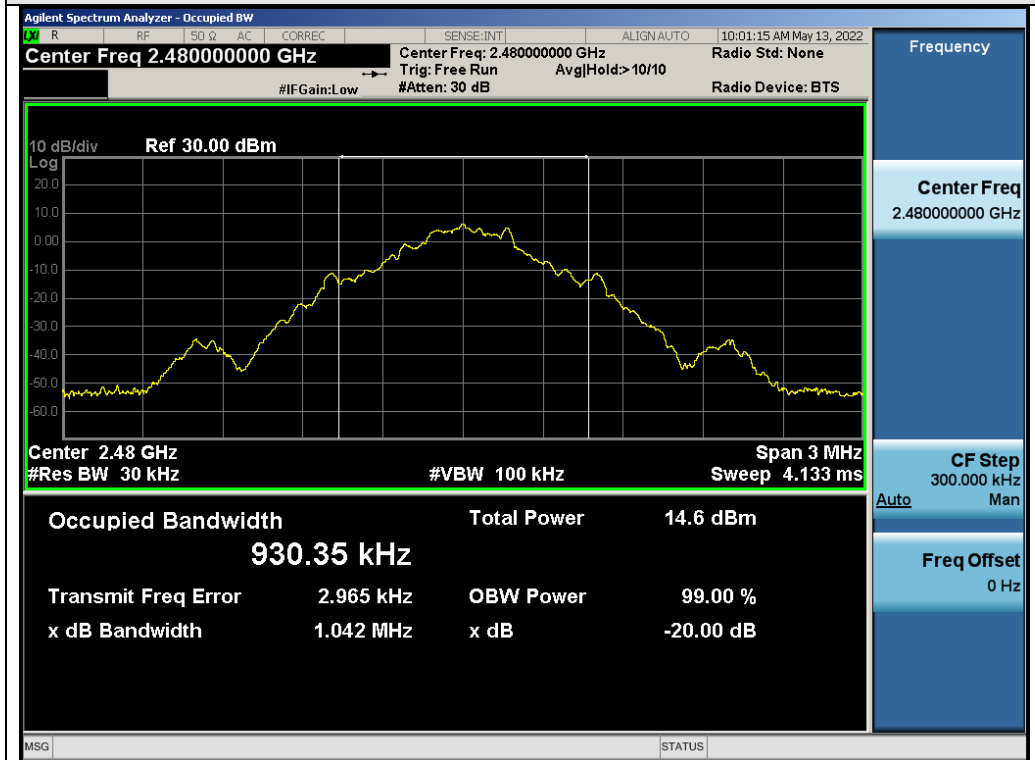 Agilent Spectrum Analyzer - Occupied BW
LXI R RF 50 Ω AC CORREC SENSE:INT ALIGN AUTO 10:01:15 AM May 13, 2022
Center Freq 2.480000000 GHz
Center Freq: 2.480000000 GHz
Radio Std: None
Trig: Free Run Avg|Hold:> 10/10
#IFGain:Low #Atten: 30 dB Radio Device: BTS
10 dB/div Ref 30.00 dBm
Log
20.0
10.0
0.00
-10.0
-20.0
-30.0
-40.0
-50.0
-60.0
Center 2.48 GHz Span 3 MHz
#Res BW 30 kHz #VBW 100 kHz Sweep 4.133 ms
Occupied Bandwidth Total Power 14.6 dBm
930.35 kHz
Transmit Freq Error 2.965 kHz OBW Power 99.00 %
x dB Bandwidth 1.042 MHz x dB -20.00 dB
MSG STATUS
Frequency
Center Freq
2.480000000 GHz
CF Step
300.000 kHz
Auto Man
Freq Offset
0 Hz